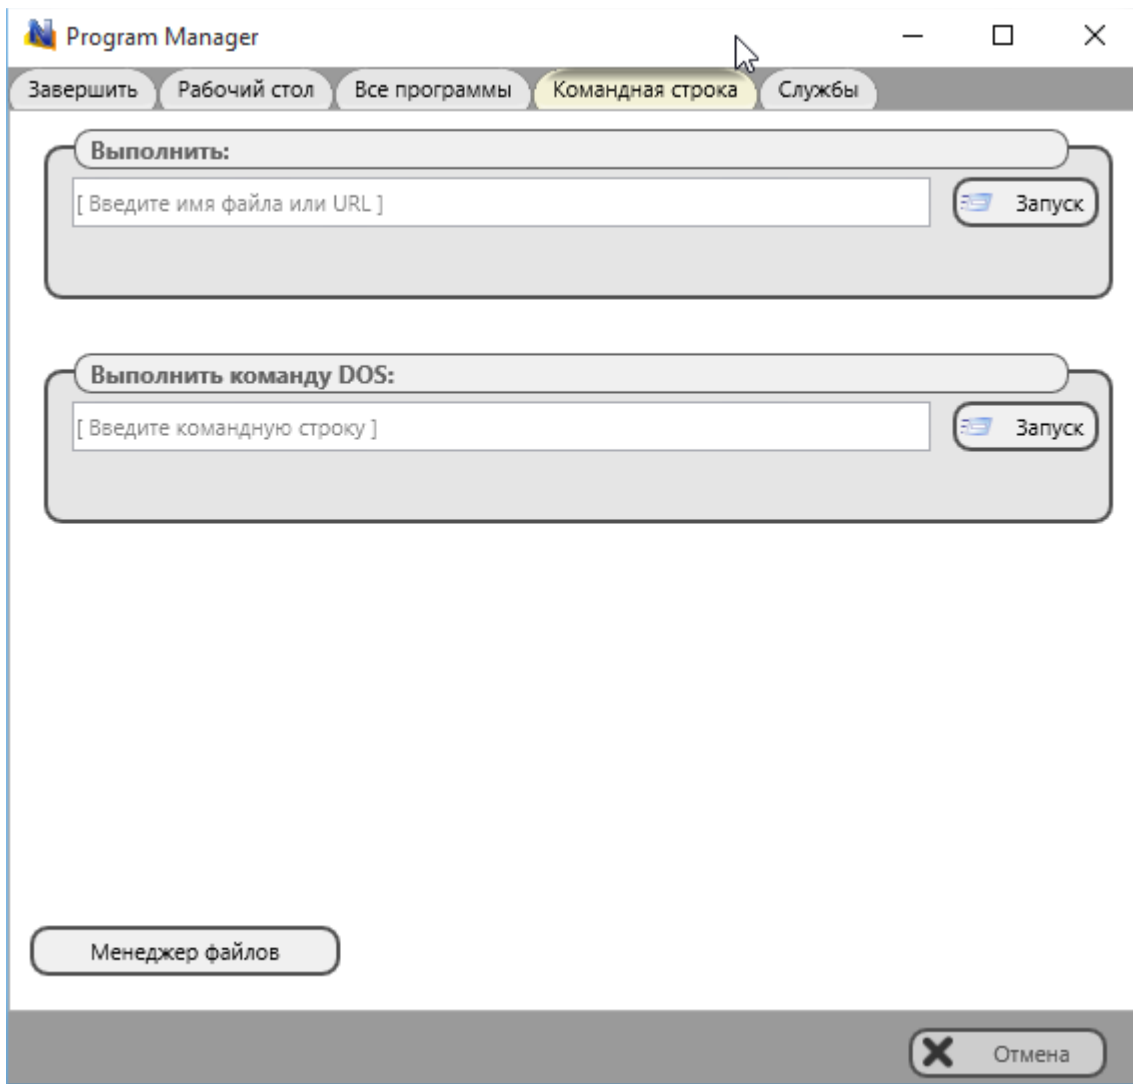 Program Manager
Завершить Рабочий стол Все программы Командная строка Службы
Выполнить:
[ Введите имя файла или URL ] Запуск
Выполнить команду DOS:
[ Введите командную строку ] Запуск
Менеджер файлов
Отмена